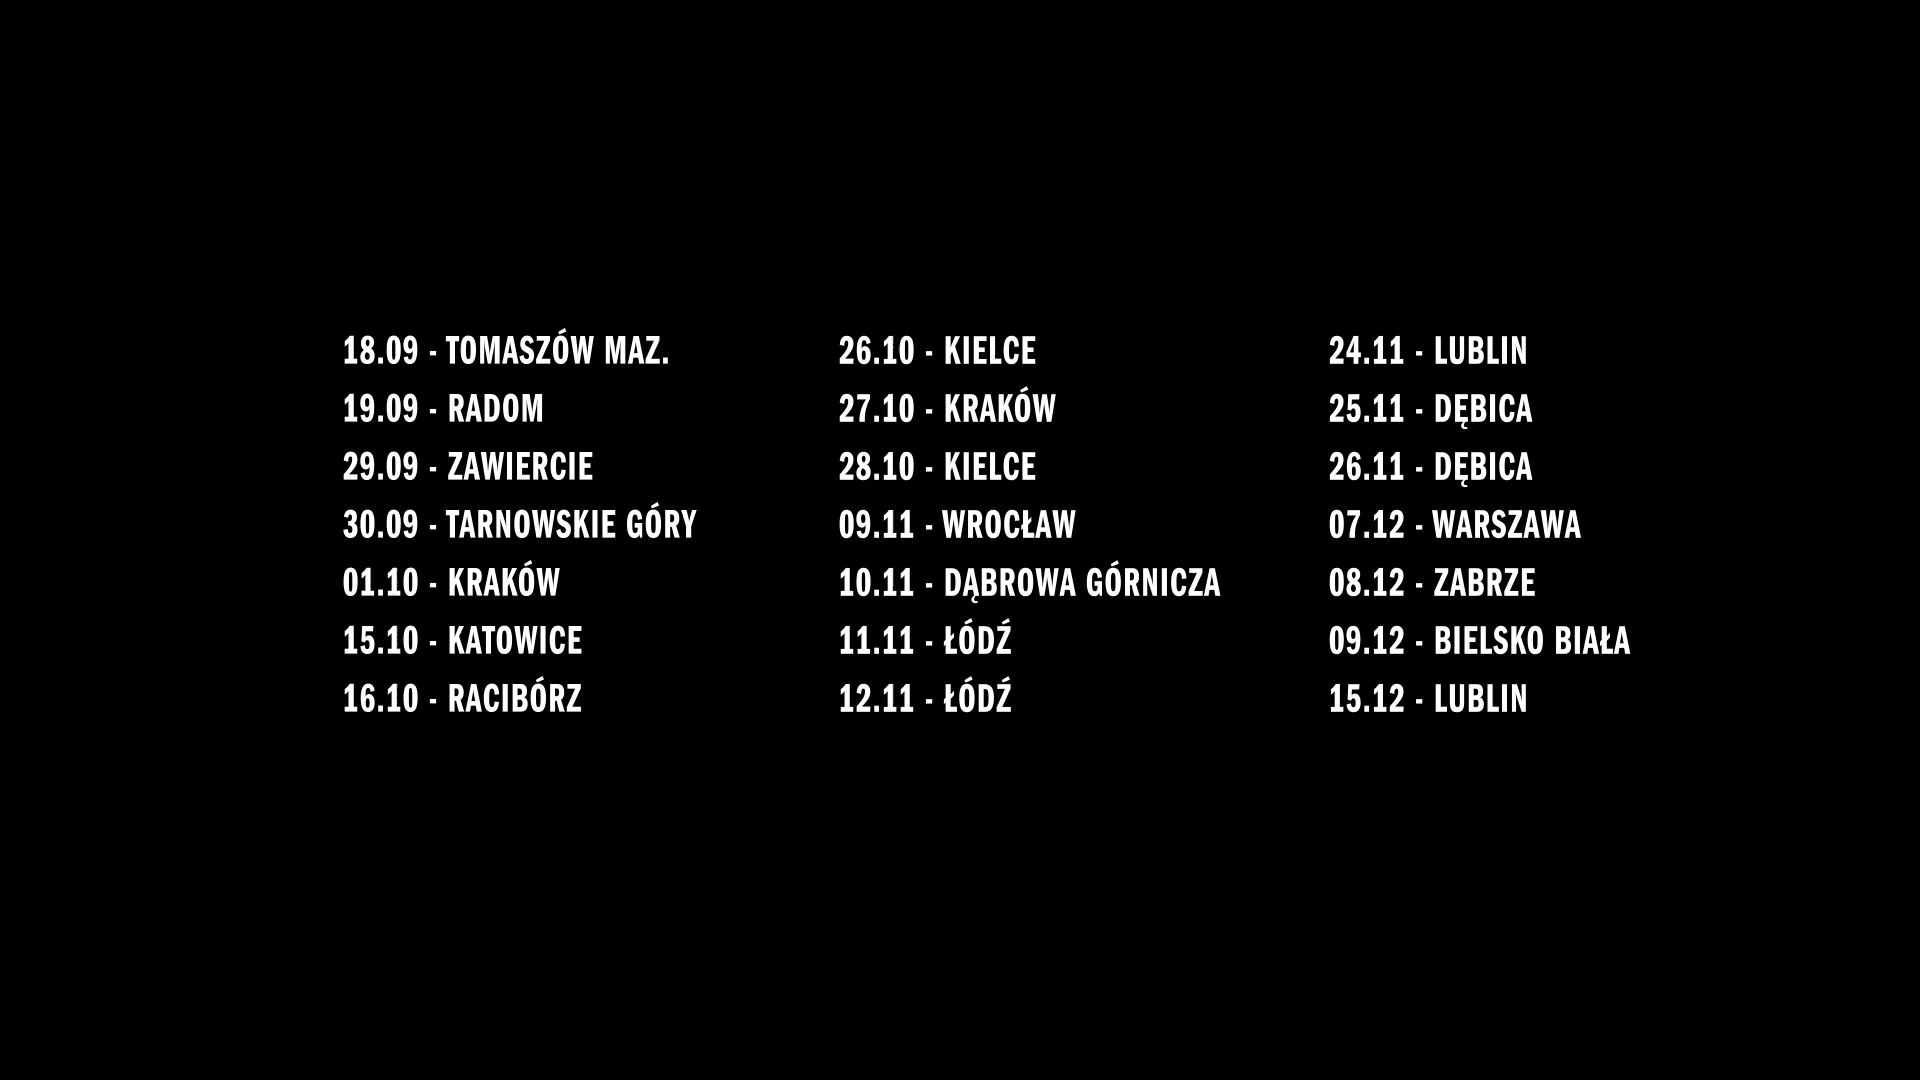 18.09 - TOMASZÓW MAZ.
19.09 - RADOM
29.09 - ZAWIERCIE
30.09 - TARNOWSKIE GÓRY
01.10 - KRAKÓW
15.10 - KATOWICE
16.10 - RACIBÓRZ
26.10 - KIELCE
27.10 - KRAKÓW
28.10 - KIELCE
09.11 - WROCŁAW
10.11 - DĄBROWA GÓRNICZA
11.11 - ŁÓDŹ
12.11 - ŁÓDŹ
24.11 - LUBLIN
25.11 - DĘBICA
26.11 - DĘBICA
07.12 - WARSZAWA
08.12 - ZABRZE
09.12 - BIELSKO BIAŁA
15.12 - LUBLIN